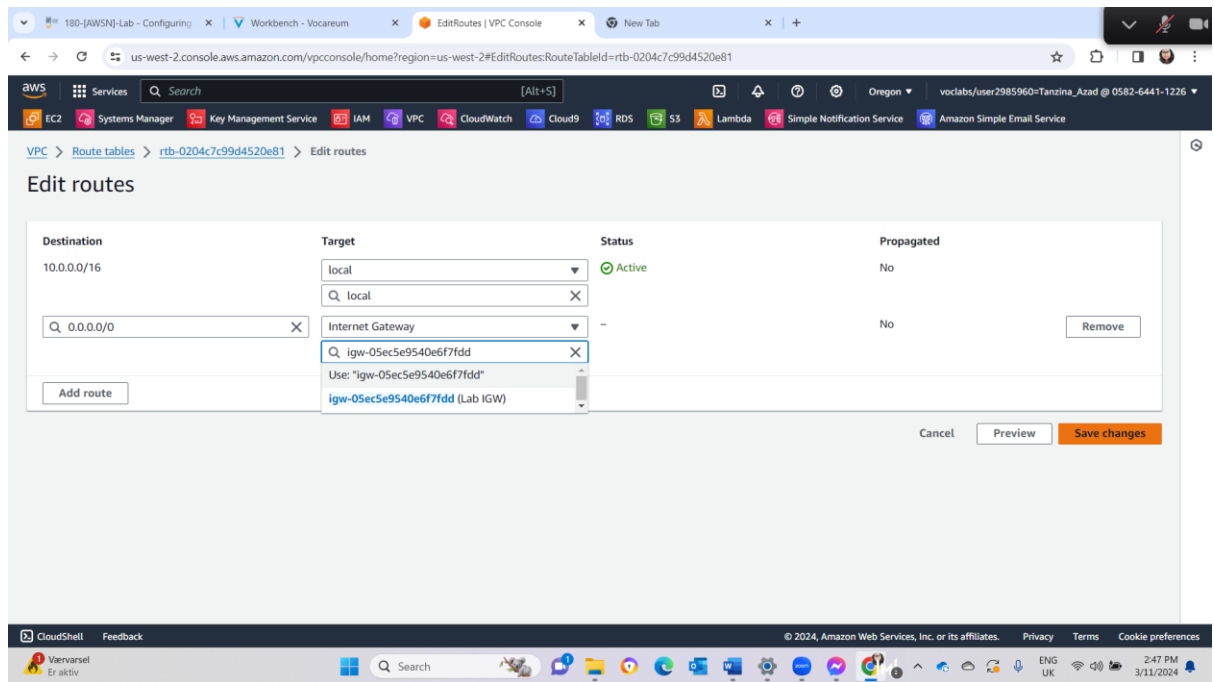 180-[AWSN]-Lab - Configuring
Workbench - Vocareum
EditRoutes | VPC Console
New Tab
us-west-2.console.aws.amazon.com/vpcconsole/home?region=us-west-2#EditRoutes:RouteTableId=rtb-0204c7c99d4520e81
aws Services Search [Alt+S] Oregon voclabs/user2985960=Tanzina_Azad @ 0582-6441-1226
EC2 Systems Manager Key Management Service IAM VPC CloudWatch Cloud9 RDS S3 Lambda Simple Notification Service Amazon Simple Email Service
VPC > Route tables > rtb-0204c7c99d4520e81 > Edit routes
Edit routes
Destination Target Status Propagated
10.0.0.0/16 local Active No
local
0.0.0.0/0 Internet Gateway – No Remove
igw-05ec5e9540e6f7fdd
Use: "igw-05ec5e9540e6f7fdd"
Add route
igw-05ec5e9540e6f7fdd (Lab IGW)
Cancel Preview Save changes
CloudShell Feedback © 2024, Amazon Web Services, Inc. or its affiliates. Privacy Terms Cookie preferences
Værvarsel
Er aktiv
Search
ENG
UK
2:47 PM
3/11/2024